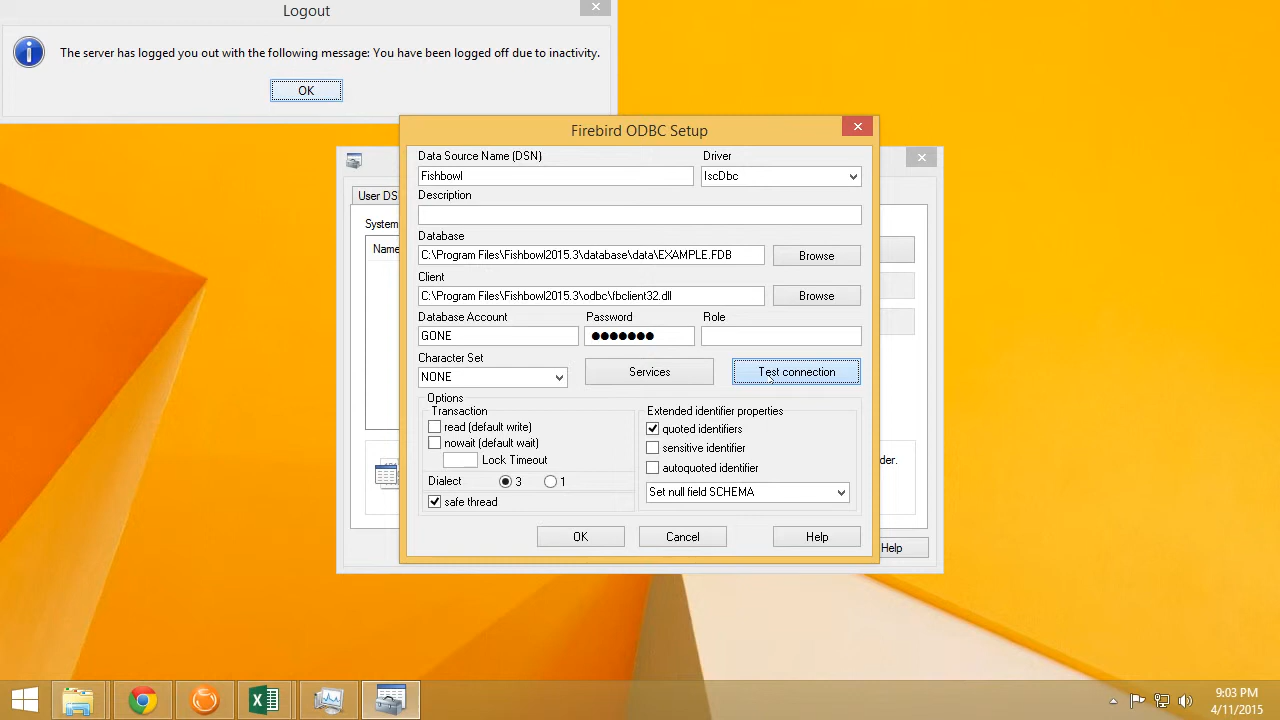 Logout
The server has logged you out with the following message: You have been logged off due to inactivity.
OK
Firebird ODBC Setup
Data Source Name (DSN)
Driver
Fishbowl
IscDbc
Description
Database
C:\Program Files\Fishbowl2015.3\database\data\EXAMPLE.FDB
Browse
Client
C:\Program Files\Fishbowl2015.3\odbc\fbclient32.dll
Browse
Database Account
Password
Role
GONE
●●●●●●●
Character Set
NONE
Services
Test connection
Options
Transaction
read (default write)
nowait (default wait)
Lock Timeout
Dialect
3
1
safe thread
Extended identifier properties
quoted identifiers
sensitive identifier
autoquoted identifier
Set null field SCHEMA
OK
Cancel
Help
User DS
System
Name
der.
Help
9:03 PM
4/11/2015